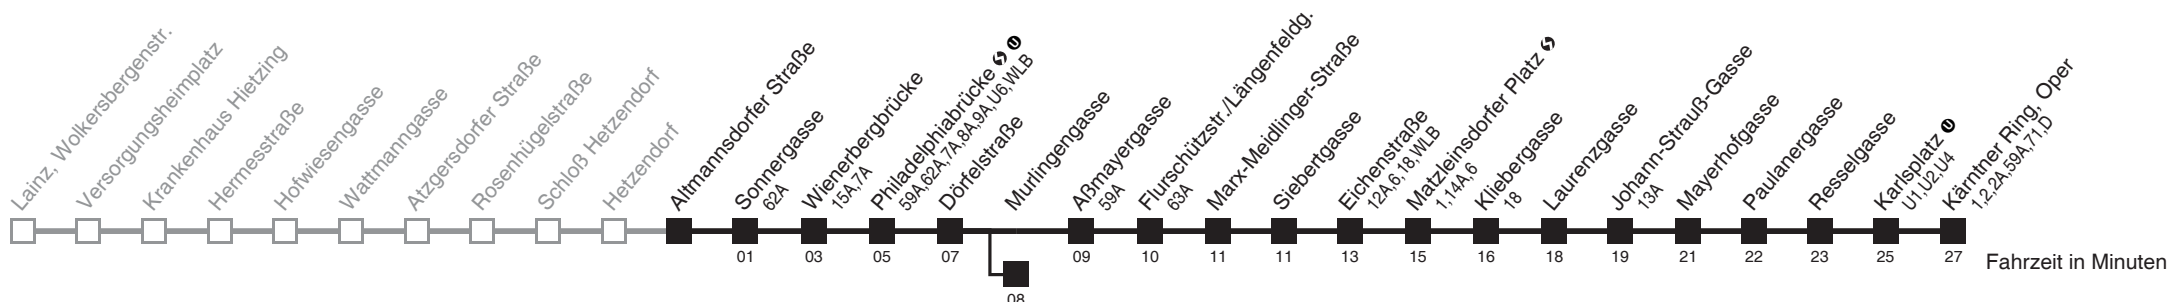 Lainz, Wolkersbergenstr.
Versorgungsheimplatz
Krankenhaus Hietzing
Hermesstraße
Hofwiesengasse
Wattmanngasse
Atzgersdorfer Straße
Rosenhügelstraße
Schloß Hetzendorf
Hetzendorf
Altmannsdorfer Straße
Sonnergasse
62A
Wienerbergbrücke
15A,7A
Philadelphiabrücke S U
59A,62A,7A,8A,9A,U6,WLB
Dörfelstraße
Murlingengasse
Aßmayergasse
59A
Flurschützstr./Längenfeldg.
63A
Marx-Meidlinger-Straße
Siebertgasse
Eichenstraße
12A,6,18,WLB
Matzleinsdorfer Platz S
1,14A,6
Kliebergasse
18
Laurenzgasse
Johann-Strauß-Gasse
13A
Mayerhofgasse
Paulanergasse
Resselgasse
Karlsplatz U
U1,U2,U4
Kärntner Ring, Oper
1,2,2A,59A,71,D
01 03 05 07 09 10 11 11 13 15 16 18 19 21 22 23 25 27
Fahrzeit in Minuten
08